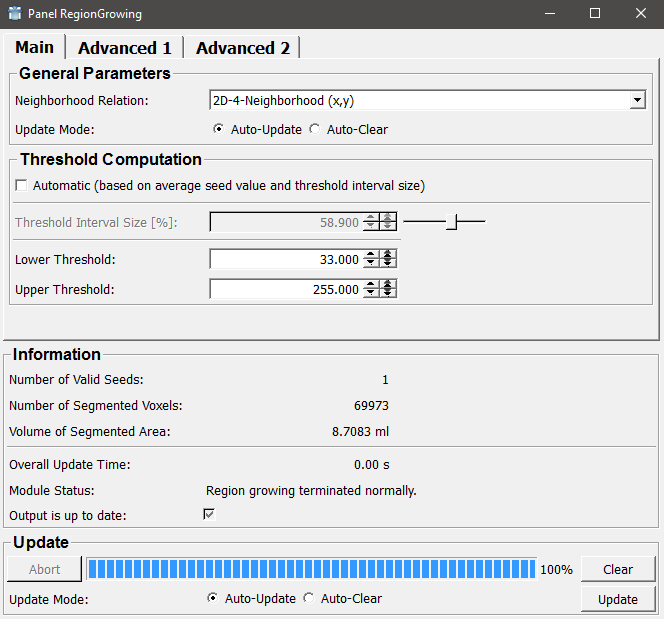 Panel RegionGrowing
Main Advanced 1 Advanced 2
General Parameters
Neighborhood Relation: 2D-4-Neighborhood (x,y)
Update Mode: Auto-Update Auto-Clear
Threshold Computation
Automatic (based on average seed value and threshold interval size)
Threshold Interval Size [%]: 58.900
Lower Threshold: 33.000
Upper Threshold: 255.000
Information
Number of Valid Seeds: 1
Number of Segmented Voxels: 69973
Volume of Segmented Area: 8.7083 ml
Overall Update Time: 0.00 s
Module Status: Region growing terminated normally.
Output is up to date:
Update
Abort 100% Clear
Update Mode: Auto-Update Auto-Clear Update